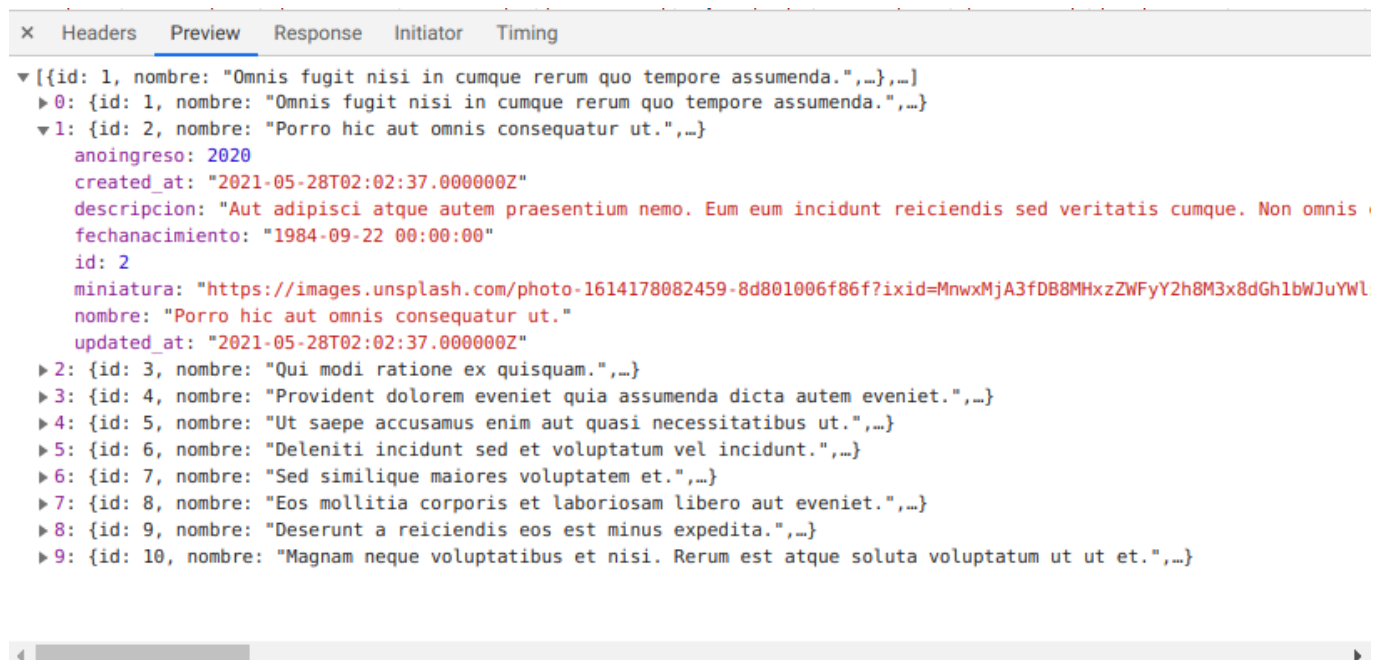 × Headers Preview Response Initiator Timing
▼[{id: 1, nombre: "Omnis fugit nisi in cumque rerum quo tempore assumenda.",…},…]
▶0: {id: 1, nombre: "Omnis fugit nisi in cumque rerum quo tempore assumenda.",…}
▼1: {id: 2, nombre: "Porro hic aut omnis consequatur ut.",…}
anoingreso: 2020
created_at: "2021-05-28T02:02:37.000000Z"
descripcion: "Aut adipisci atque autem praesentium nemo. Eum eum incidunt reiciendis sed veritatis cumque. Non omnis
fechanacimiento: "1984-09-22 00:00:00"
id: 2
miniatura: "https://images.unsplash.com/photo-1614178082459-8d801006f86f?ixid=MnwxMjA3fDB8MHxzZWFyY2h8M3x8dGh1bWJuYWl
nombre: "Porro hic aut omnis consequatur ut."
updated_at: "2021-05-28T02:02:37.000000Z"
▶2: {id: 3, nombre: "Qui modi ratione ex quisquam.",…}
▶3: {id: 4, nombre: "Provident dolorem eveniet quia assumenda dicta autem eveniet.",…}
▶4: {id: 5, nombre: "Ut saepe accusamus enim aut quasi necessitatibus ut.",…}
▶5: {id: 6, nombre: "Deleniti incidunt sed et voluptatum vel incidunt.",…}
▶6: {id: 7, nombre: "Sed similique maiores voluptatem et.",…}
▶7: {id: 8, nombre: "Eos mollitia corporis et laboriosam libero aut eveniet.",…}
▶8: {id: 9, nombre: "Deserunt a reiciendis eos est minus expedita.",…}
▶9: {id: 10, nombre: "Magnam neque voluptatibus et nisi. Rerum est atque soluta voluptatum ut ut et.",…}